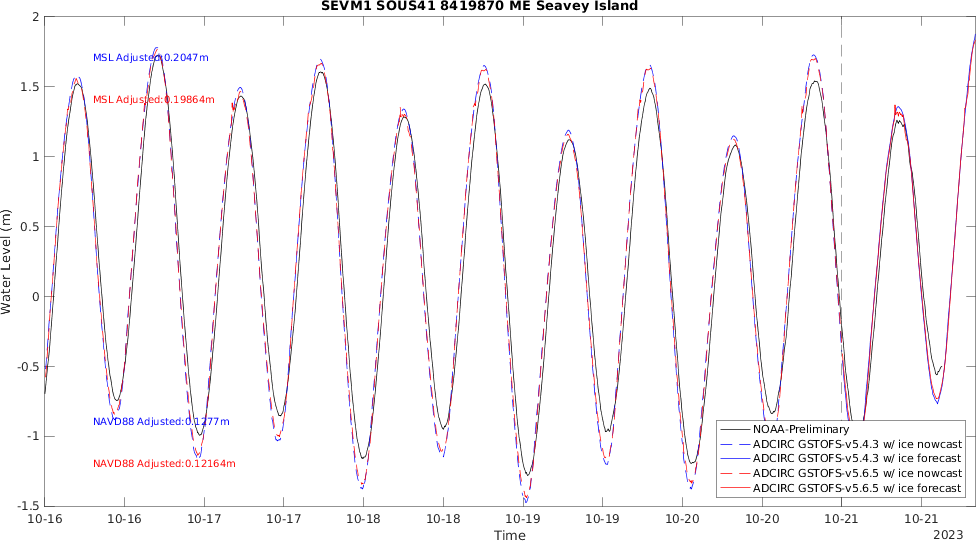 SEVM1 SOUS41 8419870 ME Seavey Island
2
1.5
1
0.5
0
-0.5
-1
-1.5
Water Level (m)
MSL Adjusted:0.2047m
MSL Adjusted:0.19864m
NAVD88 Adjusted:0.1277m
NAVD88 Adjusted:0.12164m
NOAA-Preliminary
ADCIRC GSTOFS-v5.4.3 w/ ice nowcast
ADCIRC GSTOFS-v5.4.3 w/ ice forecast
ADCIRC GSTOFS-v5.6.5 w/ ice nowcast
ADCIRC GSTOFS-v5.6.5 w/ ice forecast
10-16 10-16 10-17 10-17 10-18 10-18 10-19 10-19 10-20 10-20 10-21 10-21
Time
2023